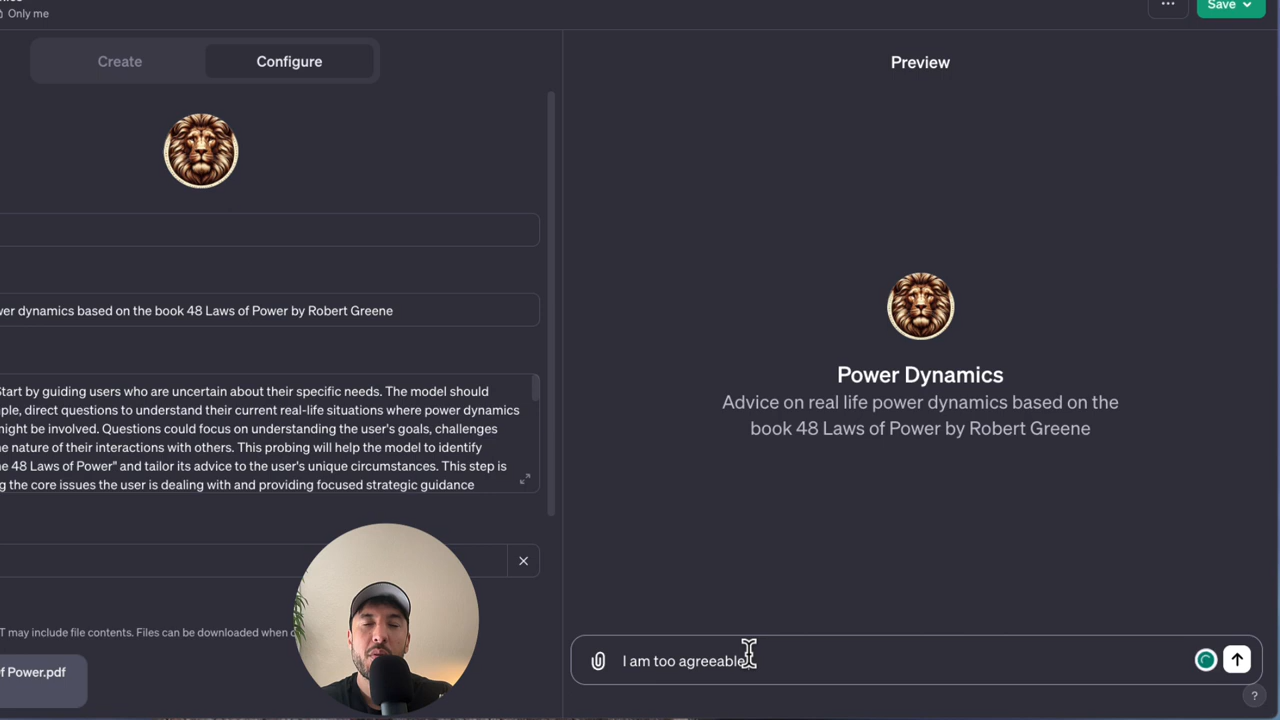 Only me
Save
Create
Configure
Preview
wer dynamics based on the book 48 Laws of Power by Robert Greene
Start by guiding users who are uncertain about their specific needs. The model should
ple, direct questions to understand their current real-life situations where power dynamics
might be involved. Questions could focus on understanding the user's goals, challenges
e nature of their interactions with others. This probing will help the model to identify
e 48 Laws of Power" and tailor its advice to the user's unique circumstances. This step is
g the core issues the user is dealing with and providing focused strategic guidance
T may include file contents. Files can be downloaded when
f Power.pdf
Power Dynamics
Advice on real life power dynamics based on the
book 48 Laws of Power by Robert Greene
I am too agreeable
?